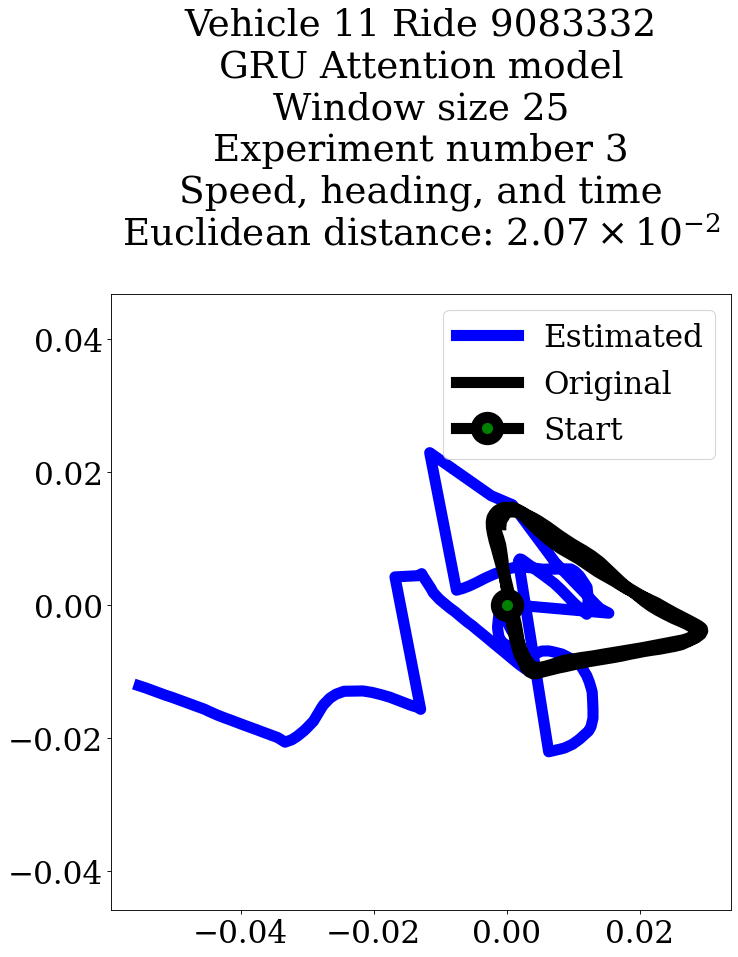 Vehicle 11 Ride 9083332
GRU Attention model
Window size 25
Experiment number 3
Speed, heading, and time
Euclidean distance: 2.07 × 10⁻²
Estimated
Original
Start
0.04
0.02
0.00
−0.02
−0.04
−0.04
−0.02
0.00
0.02